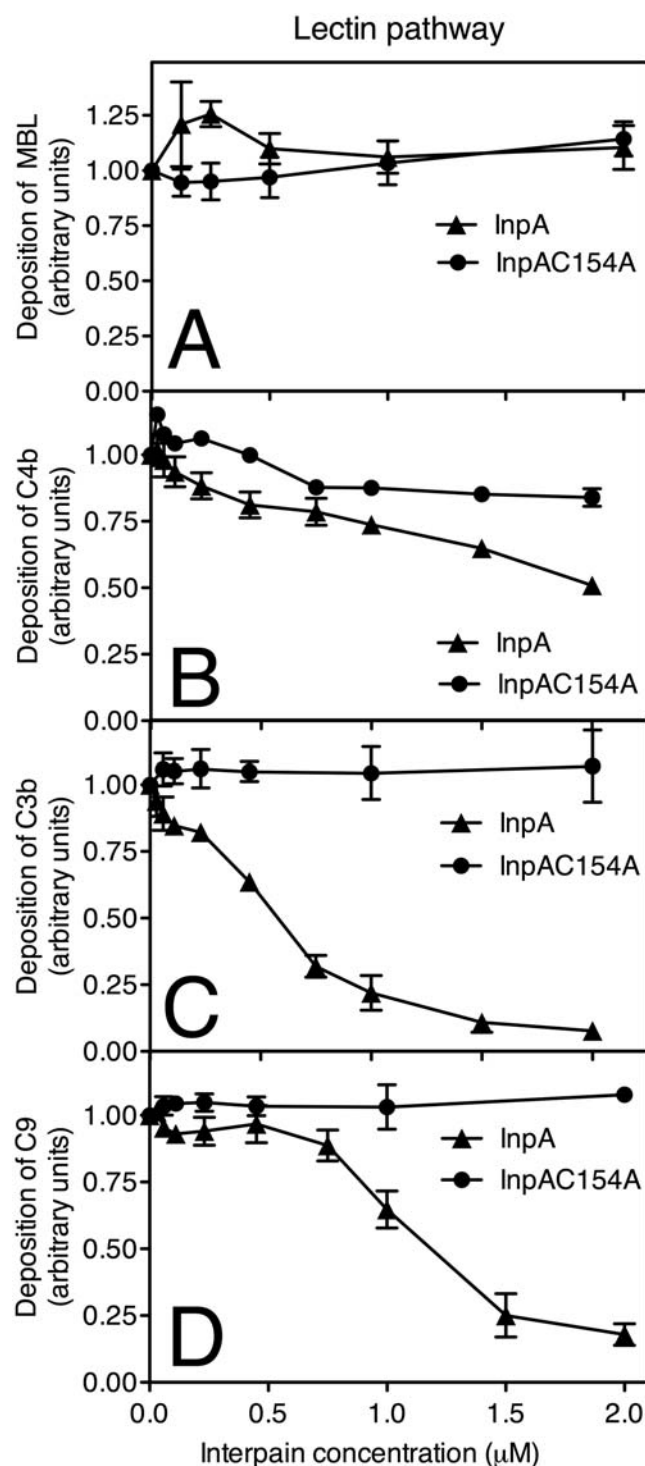 Lectin pathway
Deposition of MBL
(arbitrary units)
1.25
1.00
0.75
0.50
0.25
0.00
InpA
InpAC154A
A
Deposition of C4b
(arbitrary units)
1.00
0.75
0.50
0.25
0.00
InpA
InpAC154A
B
Deposition of C3b
(arbitrary units)
1.00
0.75
0.50
0.25
0.00
InpA
InpAC154A
C
Deposition of C9
(arbitrary units)
1.00
0.75
0.50
0.25
0.00
InpA
InpAC154A
D
0.0 0.5 1.0 1.5 2.0
Interpain concentration (μM)